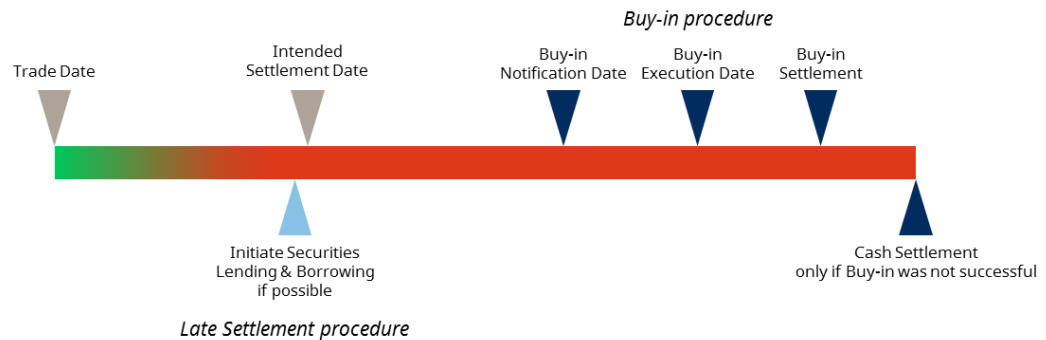 Buy-in procedure
Trade Date
Intended
Settlement Date
Buy-in
Notification Date
Buy-in
Execution Date
Buy-in
Settlement
Initiate Securities
Lending & Borrowing
if possible
Cash Settlement
only if Buy-in was not successful
Late Settlement procedure